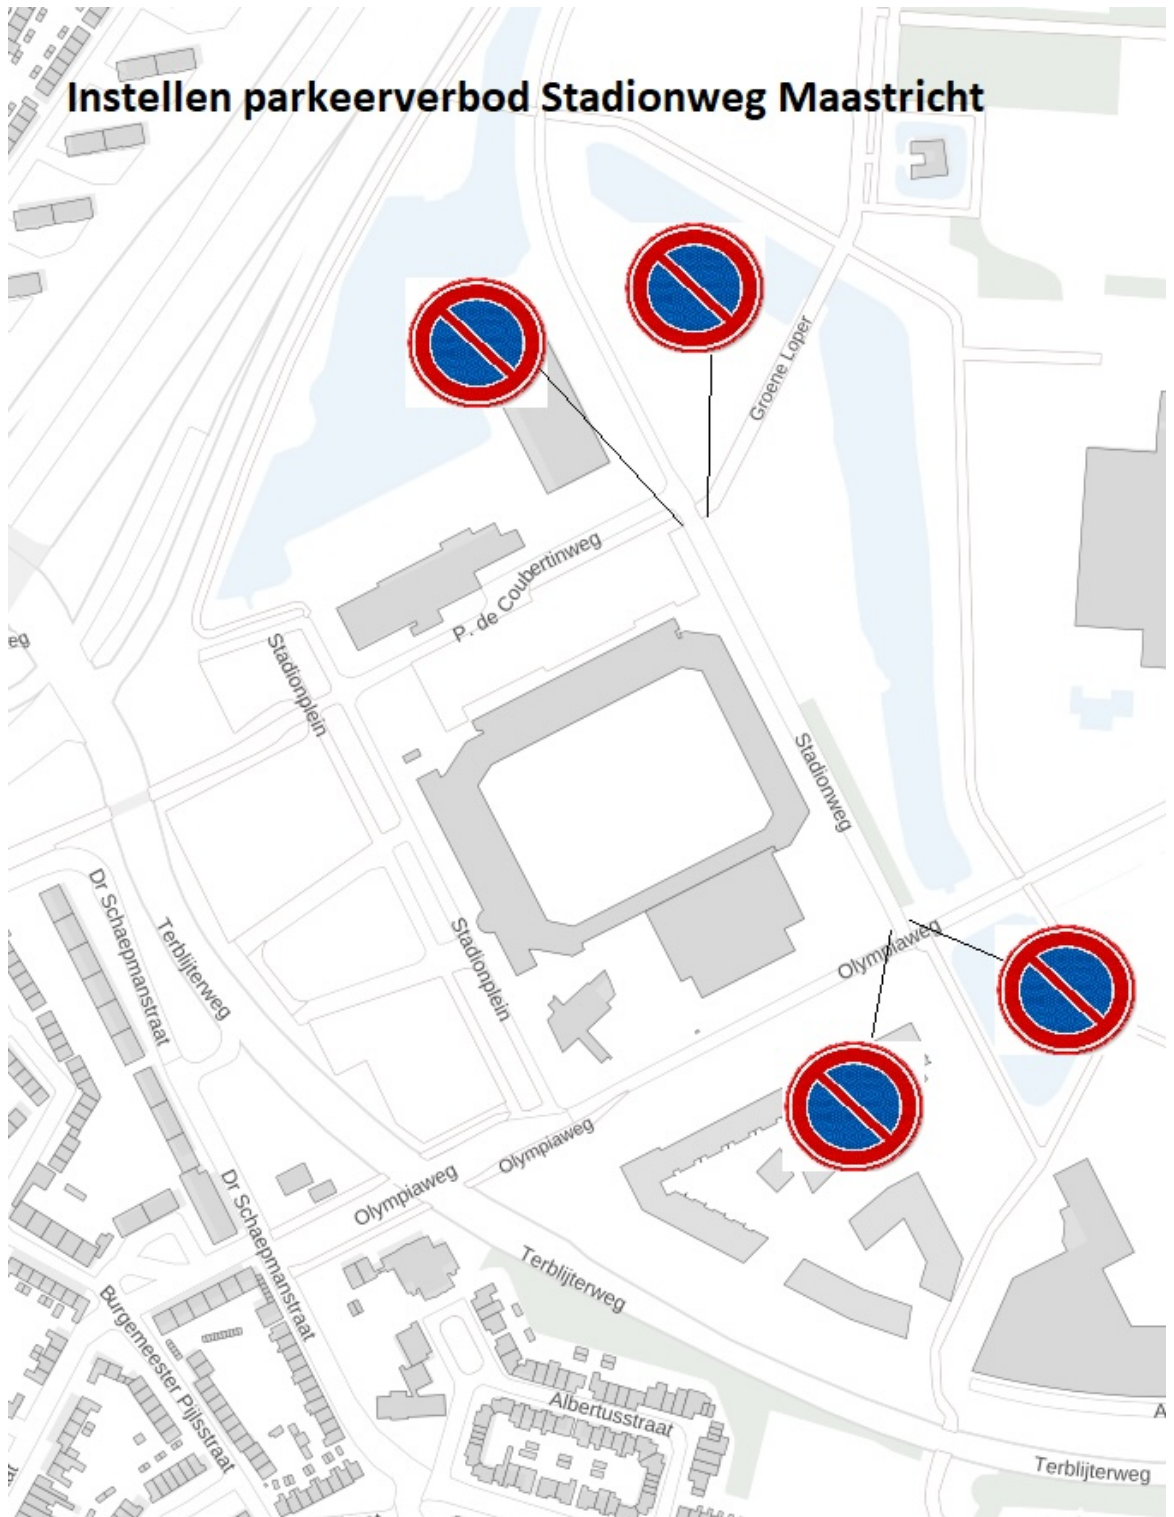 Instellen parkeerverbod Stadionweg Maastricht
Groene Loper
P. de Coubertinweg
eg
Stadionplein
Stadionweg
Dr Schaepmanstraat
Terblijterweg
Stadionplein
Olympiaweg
Olympiaweg
Olympiaweg
Dr Schaepmanstraat
Terblijterweg
Burgemeester Pijlsstraat
Albertusstraat
A
Terblijterweg